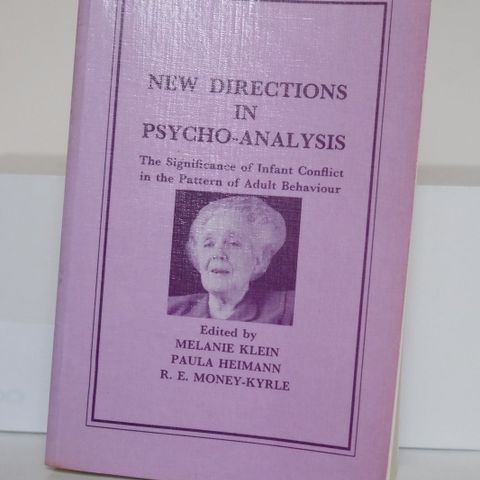 NEW DIRECTIONS
IN
PSYCHO-ANALYSIS
The Significance of Infant Conflict
in the Pattern of Adult Behaviour
Edited by
MELANIE KLEIN
PAULA HEIMANN
R. E. MONEY-KYRLE